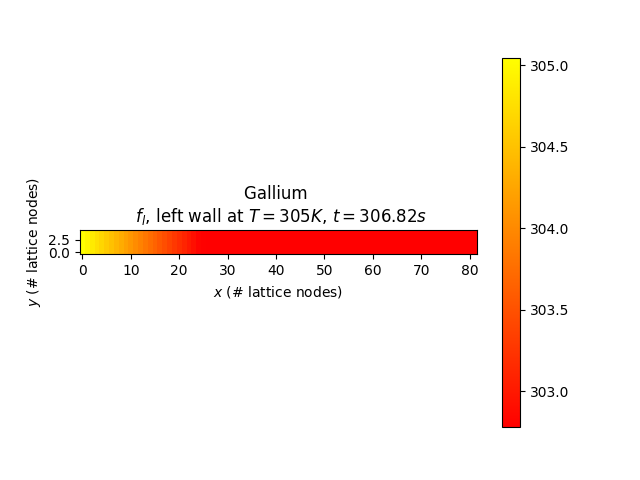 Gallium
f_l, left wall at T = 305K, t = 306.82s
y (# lattice nodes)
2.5
0.0
0 10 20 30 40 50 60 70 80
x (# lattice nodes)
305.0
304.5
304.0
303.5
303.0